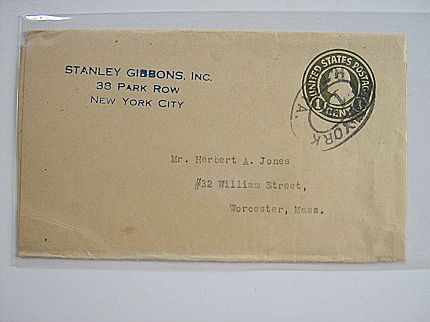 STANLEY GIBBONS, INC.
38 PARK ROW
NEW YORK CITY
UNITED STATES POSTAGE
1 CENT 1
YORK
A.
Mr. Herbert A. Jones
#32 William Street,
Worcester, Mass.